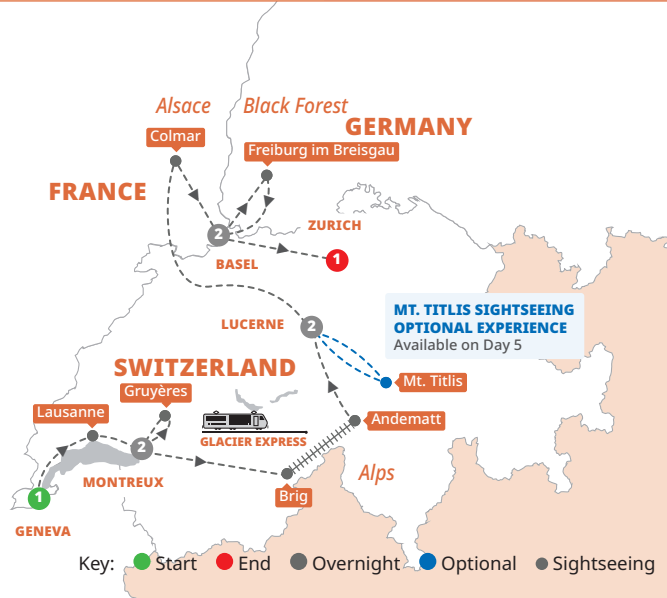 Alsace
Black Forest
GERMANY
Colmar
Freiburg im Breisgau
FRANCE
ZURICH
2
1
BASEL
MT. TITLIS SIGHTSEEING
OPTIONAL EXPERIENCE
Available on Day 5
LUCERNE
2
SWITZERLAND
Mt. Titlis
Gruyères
Lausanne
Andematt
GLACIER EXPRESS
2
MONTREUX
Alps
Brig
1
GENEVA
Key: Start End Overnight Optional Sightseeing